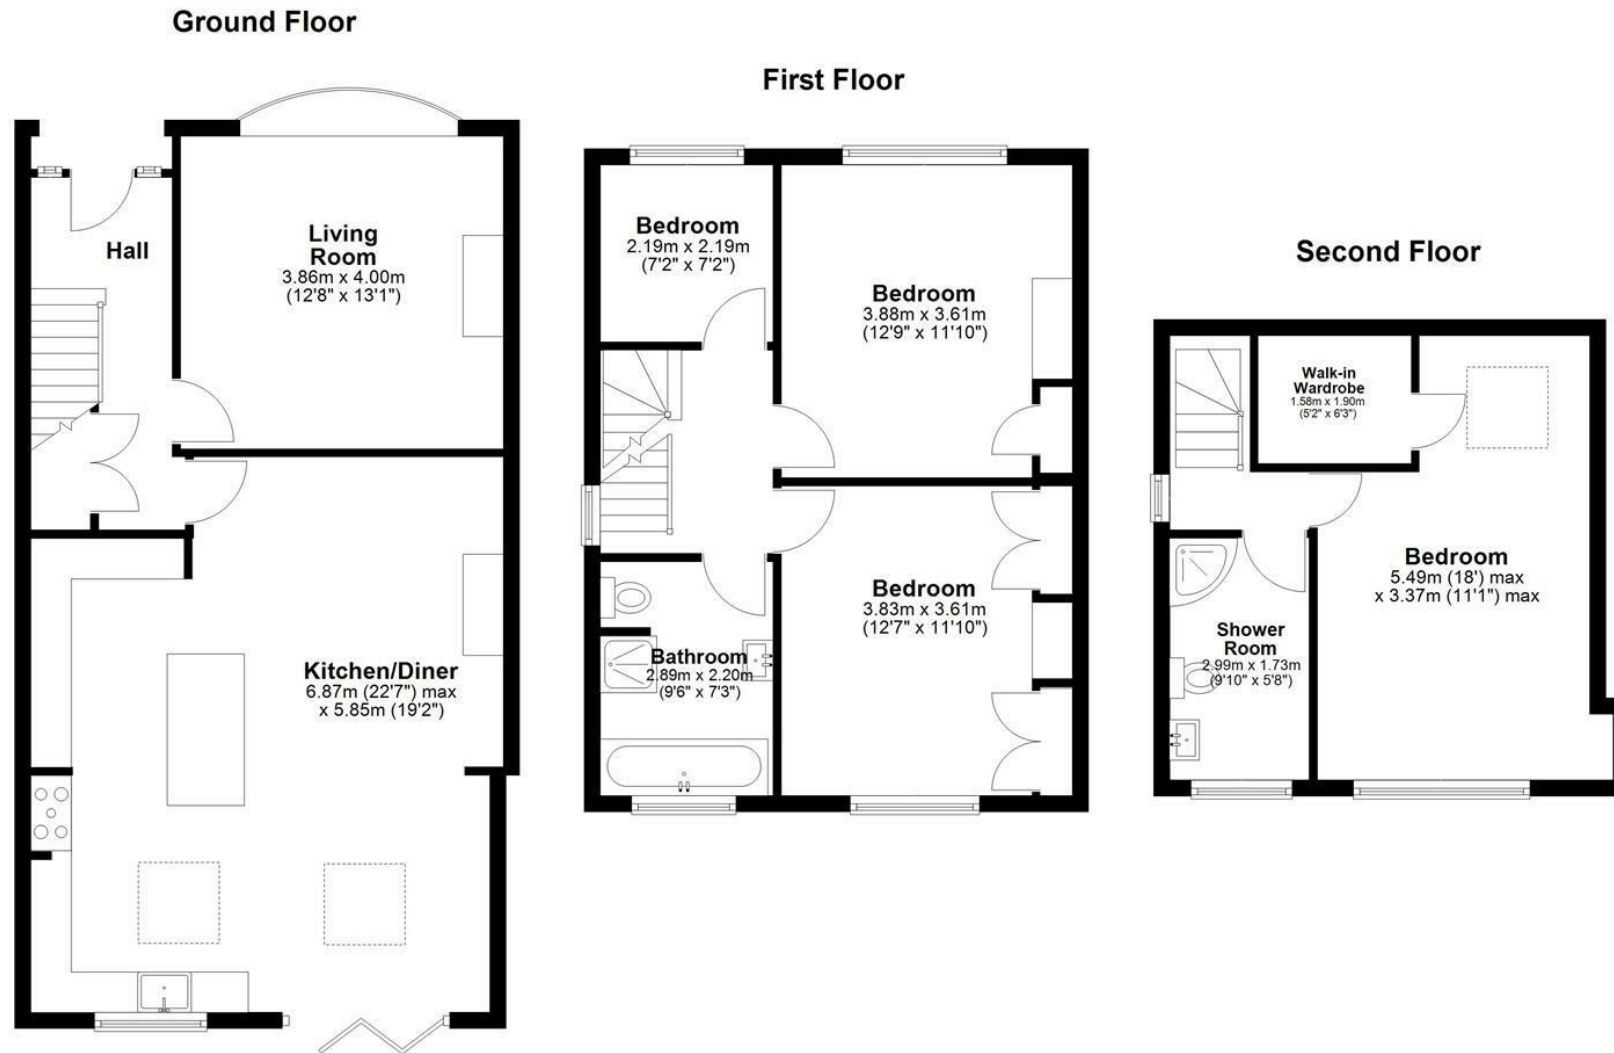 Ground Floor
Hall
Living
Room
3.86m x 4.00m
(12'8" x 13'1")
Kitchen/Diner
6.87m (22'7") max
x 5.85m (19'2")
First Floor
Bedroom
2.19m x 2.19m
(7'2" x 7'2")
Bedroom
3.88m x 3.61m
(12'9" x 11'10")
Bedroom
3.83m x 3.61m
(12'7" x 11'10")
Bathroom
2.89m x 2.20m
(9'6" x 7'3")
Second Floor
Walk-in
Wardrobe
1.58m x 1.90m
(5'2" x 6'3")
Bedroom
5.49m (18') max
x 3.37m (11'1") max
Shower
Room
2.99m x 1.73m
(9'10" x 5'8")